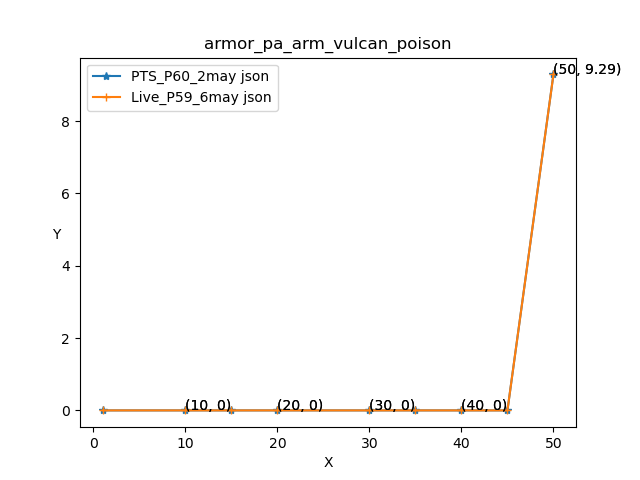 armor_pa_arm_vulcan_poison
PTS_P60_2may json
Live_P59_6may json
(50, 9.29)
8
6
Y
4
2
0
(10, 0) (20, 0) (30, 0) (40, 0)
0 10 20 30 40 50
X